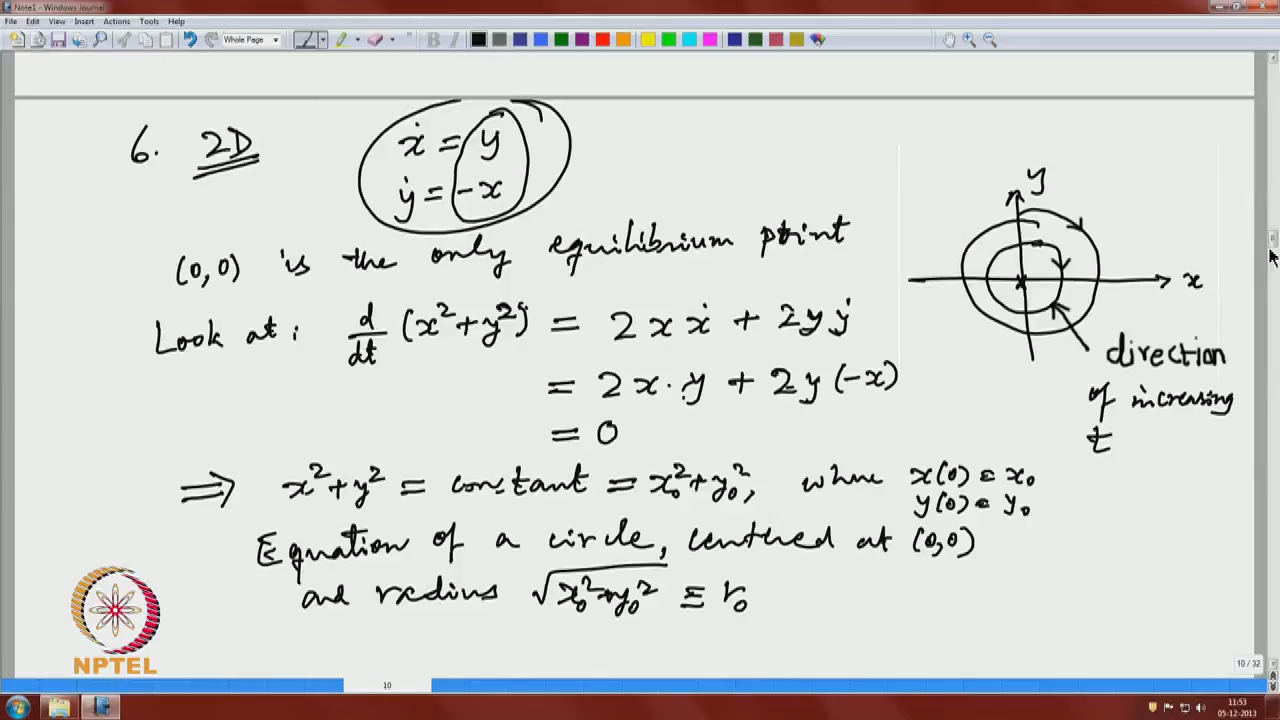 Note1 - Windows Journal
File Edit View Insert Actions Tools Help
Whole Page
6. 2D
ẋ = y
ẏ = -x
(0,0) is the only equilibrium point
Look at : d/dt (x²+y²) = 2xẋ + 2yẏ
= 2x·y + 2y(-x)
= 0
⇒ x²+y² = constant = x₀²+y₀², where x(0) = x₀
y(0) = y₀
Equation of a circle, centered at (0,0)
and radius √x₀²+y₀² ≡ r₀
y
x
direction
of increasing
t
NPTEL
10 / 32
10
11:53
05-12-2013